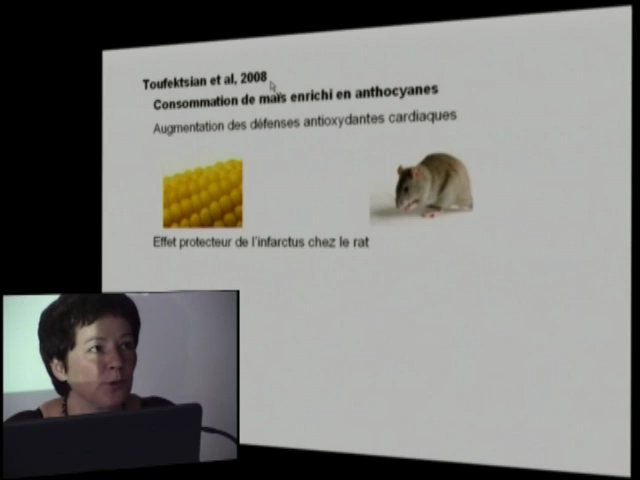 Toufektsian et al, 2008
Consommation de maïs enrichi en anthocyanes
Augmentation des défenses antioxydantes cardiaques
Effet protecteur de l'infarctus chez le rat